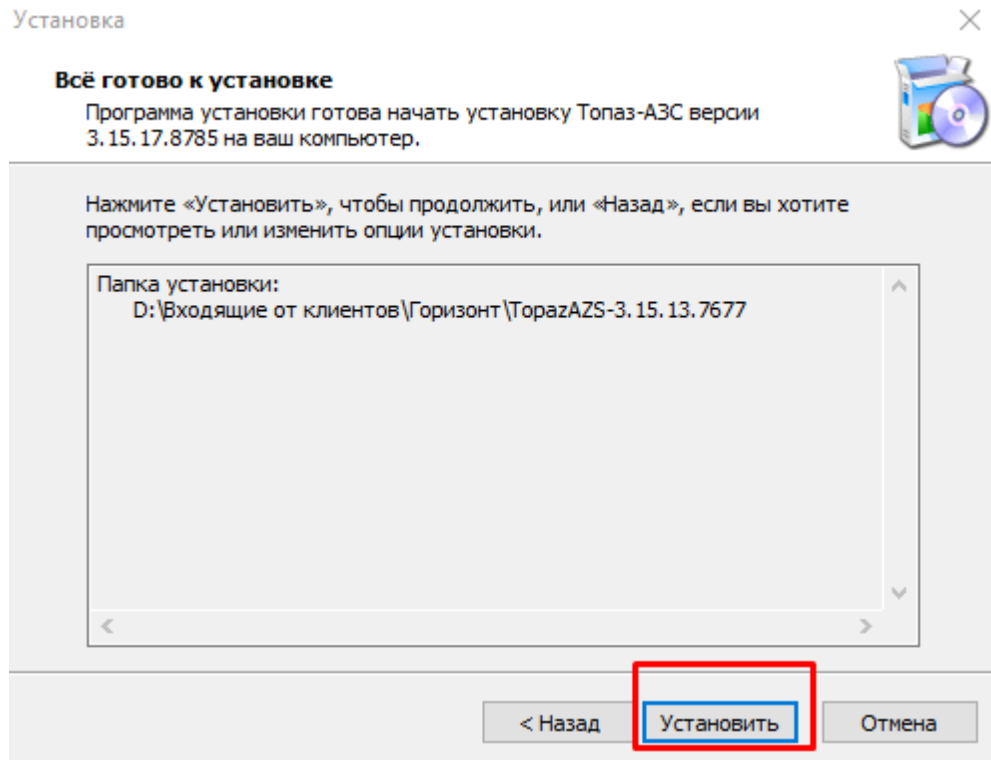 Установка
Всё готово к установке
Программа установки готова начать установку Топаз-АЗС версии
3.15.17.8785 на ваш компьютер.
Нажмите «Установить», чтобы продолжить, или «Назад», если вы хотите
просмотреть или изменить опции установки.
Папка установки:
D:\Входящие от клиентов\Горизонт\TopazAZS-3.15.13.7677
< Назад
Установить
Отмена